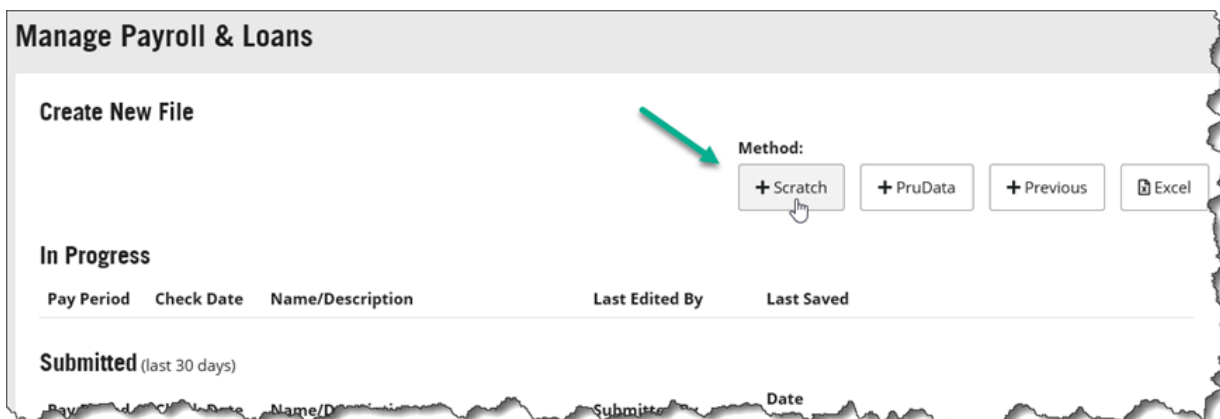 Manage Payroll & Loans
Create New File
Method:
+ Scratch + PruData + Previous Excel
In Progress
Pay Period Check Date Name/Description Last Edited By Last Saved
Submitted (last 30 days)
Date